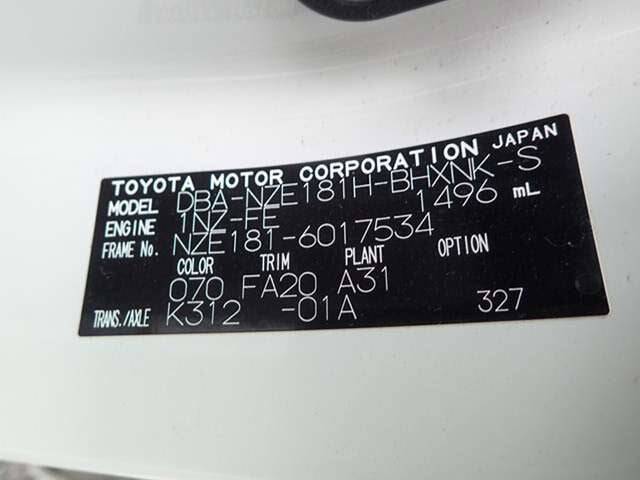 TOYOTA MOTOR CORPORATION JAPAN
MODEL DBA-NZE181H-BHXNK-S
ENGINE 1NZ-FE 1496 mL
FRAME No. NZE181-6017534
COLOR TRIM PLANT OPTION
070 FA20 A31
TRANS./AXLE K312 -01A 327